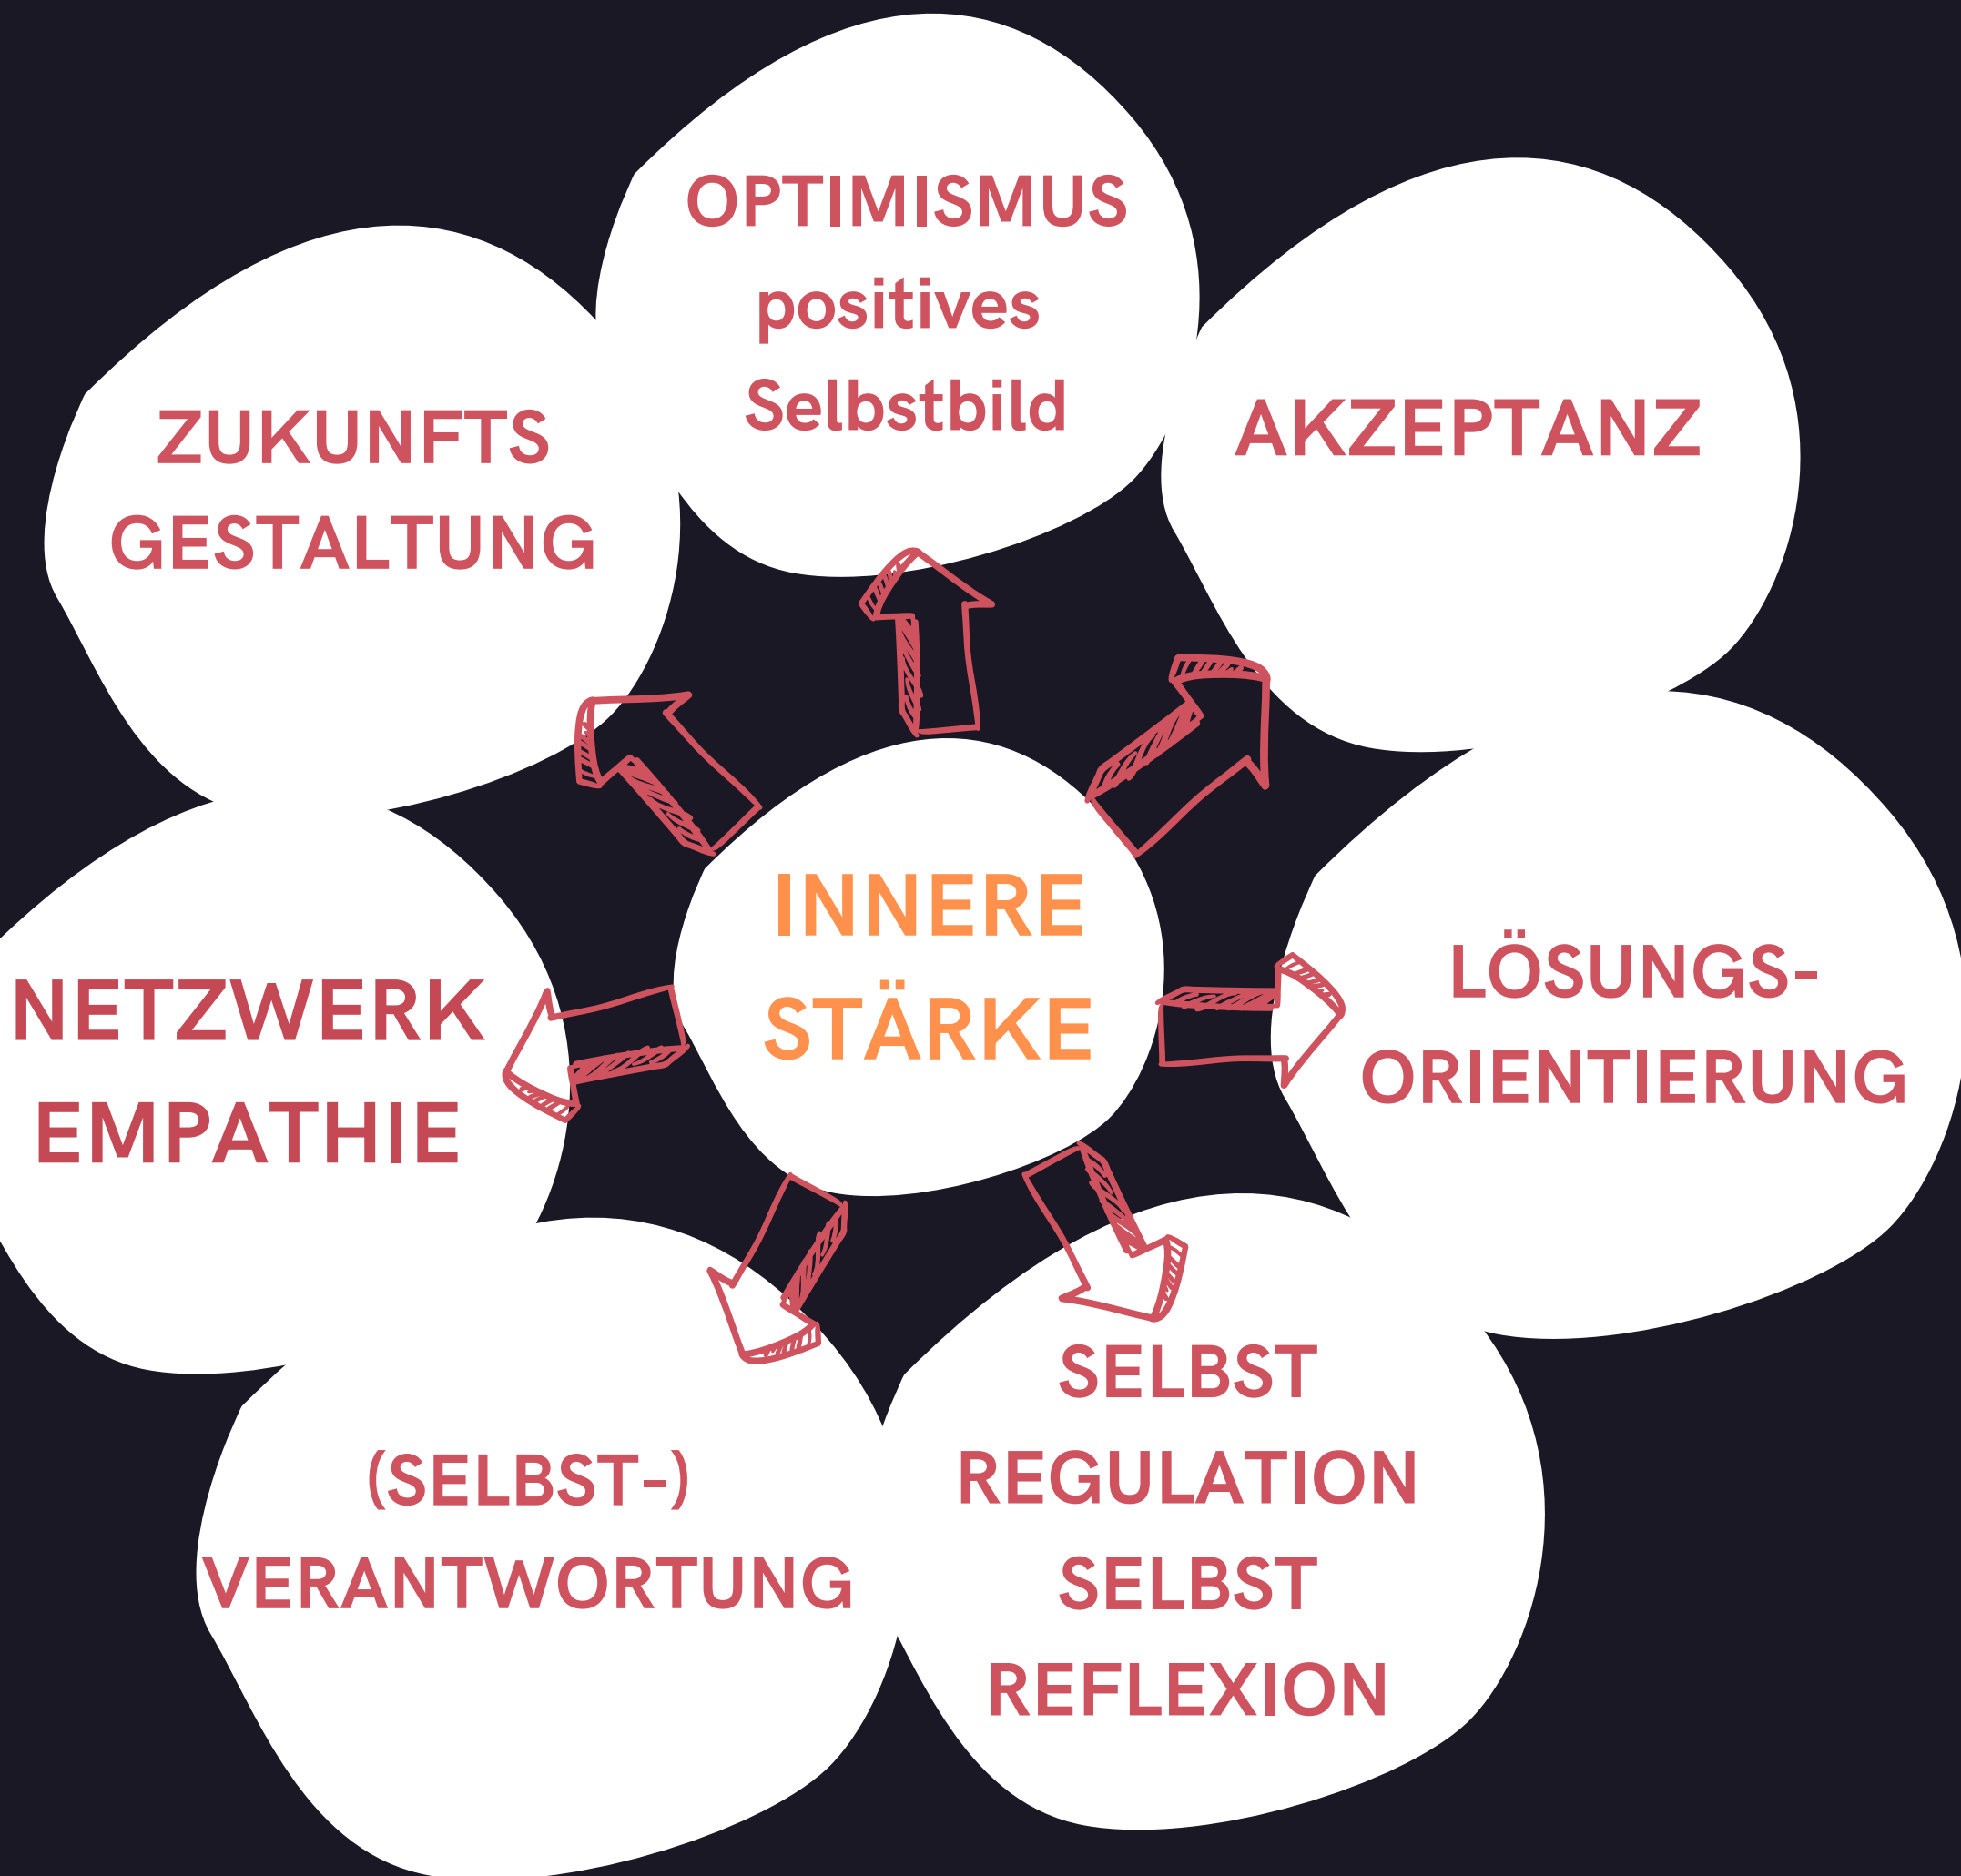 OPTIMISMUS
positives
Selbstbild
ZUKUNFTS
GESTALTUNG
AKZEPTANZ
INNERE
STÄRKE
NETZWERK
EMPATHIE
LÖSUNGS-
ORIENTIERUNG
(SELBST-)
VERANTWORTUNG
SELBST
REGULATION
SELBST
REFLEXION